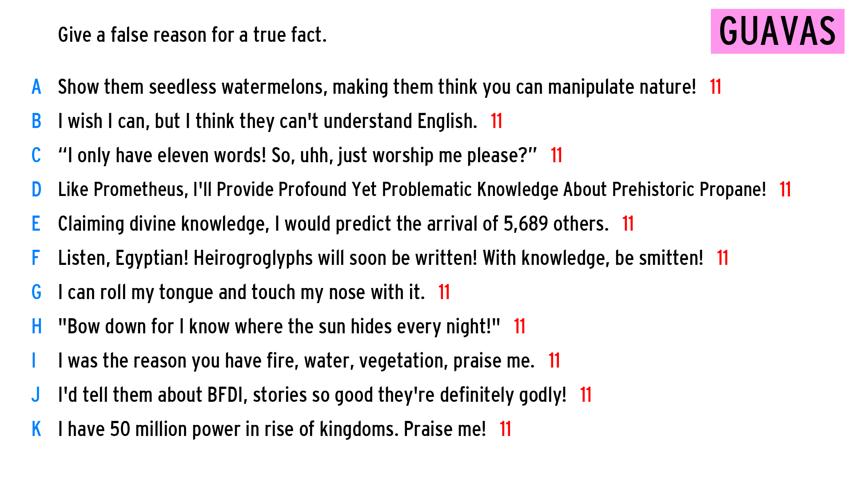 Give a false reason for a true fact.
GUAVAS
A Show them seedless watermelons, making them think you can manipulate nature! 11
B I wish I can, but I think they can't understand English. 11
C “I only have eleven words! So, uhh, just worship me please?” 11
D Like Prometheus, I'll Provide Profound Yet Problematic Knowledge About Prehistoric Propane! 11
E Claiming divine knowledge, I would predict the arrival of 5,689 others. 11
F Listen, Egyptian! Heirogroglyphs will soon be written! With knowledge, be smitten! 11
G I can roll my tongue and touch my nose with it. 11
H "Bow down for I know where the sun hides every night!" 11
I I was the reason you have fire, water, vegetation, praise me. 11
J I'd tell them about BFDI, stories so good they're definitely godly! 11
K I have 50 million power in rise of kingdoms. Praise me! 11